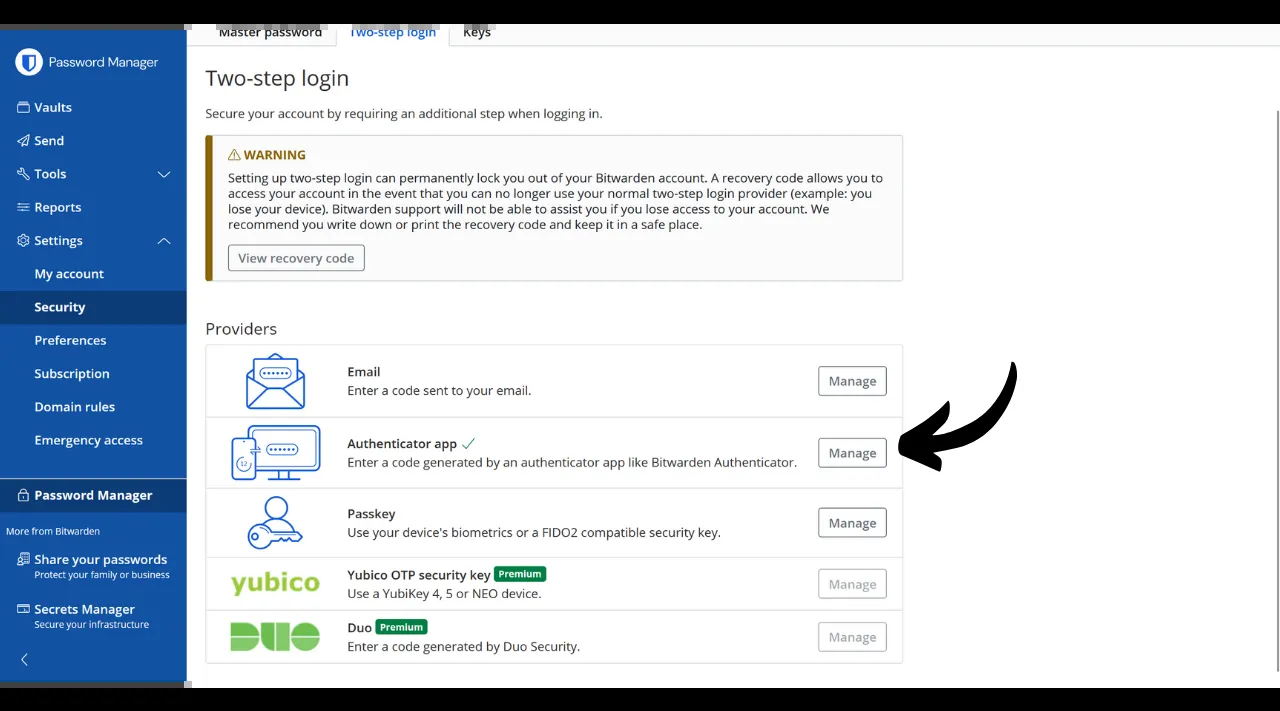 Master password
Two-step login
Keys
Password Manager
Vaults
Send
Tools
Reports
Settings
My account
Security
Preferences
Subscription
Domain rules
Emergency access
Password Manager
More from Bitwarden
Share your passwords
Protect your family or business
Secrets Manager
Secure your infrastructure
Two-step login
Secure your account by requiring an additional step when logging in.
WARNING
Setting up two-step login can permanently lock you out of your Bitwarden account. A recovery code allows you to
access your account in the event that you can no longer use your normal two-step login provider (example: you
lose your device). Bitwarden support will not be able to assist you if you lose access to your account. We
recommend you write down or print the recovery code and keep it in a safe place.
View recovery code
Providers
Email
Enter a code sent to your email.
Manage
12
Authenticator app
Enter a code generated by an authenticator app like Bitwarden Authenticator.
Manage
Passkey
Use your device's biometrics or a FIDO2 compatible security key.
Manage
yubico
Yubico OTP security key Premium
Use a YubiKey 4, 5 or NEO device.
Manage
DUO
Duo Premium
Enter a code generated by Duo Security.
Manage